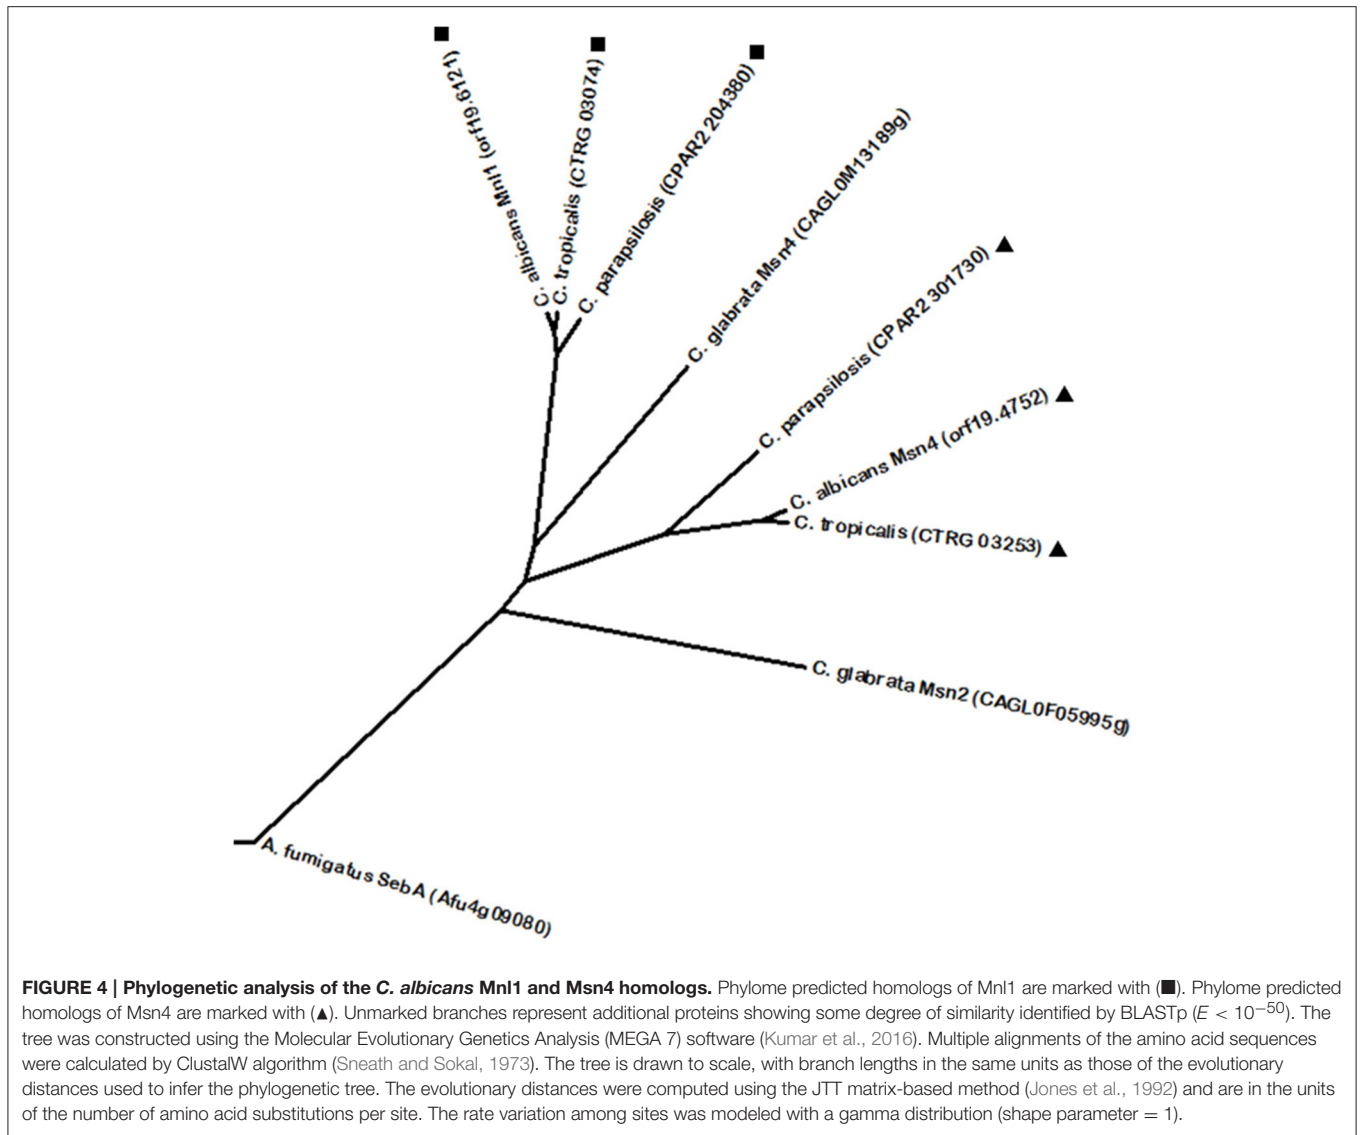 C. albicans Mnl1 (orf19.6121)
C. tropicalis (CTRG 03074)
C. parapsilosis (CPAR2 204380)
C. glabrata Msn4 (CAGL0M13189g)
C. parapsilosis (CPAR2 301730)
C. albicans Msn4 (orf19.4752)
C. tropicalis (CTRG 03253)
C. glabrata Msn2 (CAGL0F05995g)
A. fumigatus SebA (Afu4g09080)
FIGURE 4 | Phylogenetic analysis of the C. albicans Mnl1 and Msn4 homologs. Phylome predicted homologs of Mnl1 are marked with (■). Phylome predicted
homologs of Msn4 are marked with (▲). Unmarked branches represent additional proteins showing some degree of similarity identified by BLASTp (E < 10⁻⁵⁰). The
tree was constructed using the Molecular Evolutionary Genetics Analysis (MEGA 7) software (Kumar et al., 2016). Multiple alignments of the amino acid sequences
were calculated by ClustalW algorithm (Sneath and Sokal, 1973). The tree is drawn to scale, with branch lengths in the same units as those of the evolutionary
distances used to infer the phylogenetic tree. The evolutionary distances were computed using the JTT matrix-based method (Jones et al., 1992) and are in the units
of the number of amino acid substitutions per site. The rate variation among sites was modeled with a gamma distribution (shape parameter = 1).